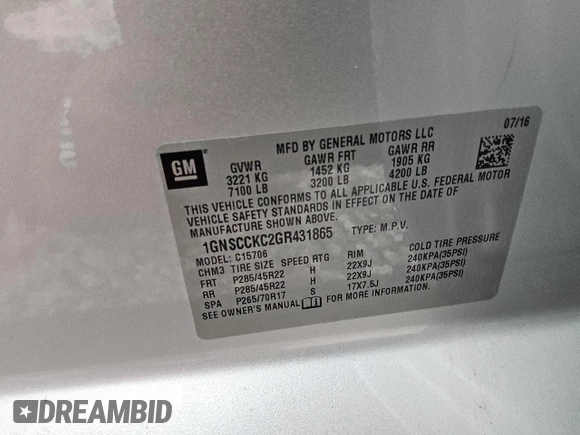 07/16
MFD BY GENERAL MOTORS LLC
GM
GVWR GAWR FRT GAWR RR
3221 KG 1452 KG 1905 KG
7100 LB 3200 LB 4200 LB
THIS VEHICLE CONFORMS TO ALL APPLICABLE U.S. FEDERAL MOTOR
VEHICLE SAFETY, BUMPER, AND THEFT PREVENTION STANDARDS IN EFFECT ON THE DATE OF
MANUFACTURE SHOWN ABOVE.
1GNSCCKC2GR431865 TYPE: M.P.V.
MODEL: C15706
CHM3 TIRE SIZE SPEED RTG RIM COLD TIRE PRESSURE
FRT P285/45R22 H 22X9J 240KPA(35PSI)
RR P285/45R22 H 22X9J 240KPA(35PSI)
SPA P265/70R17 S 17X7.5J 240KPA(35PSI)
SEE OWNER'S MANUAL FOR MORE INFORMATION.
DREAMBID